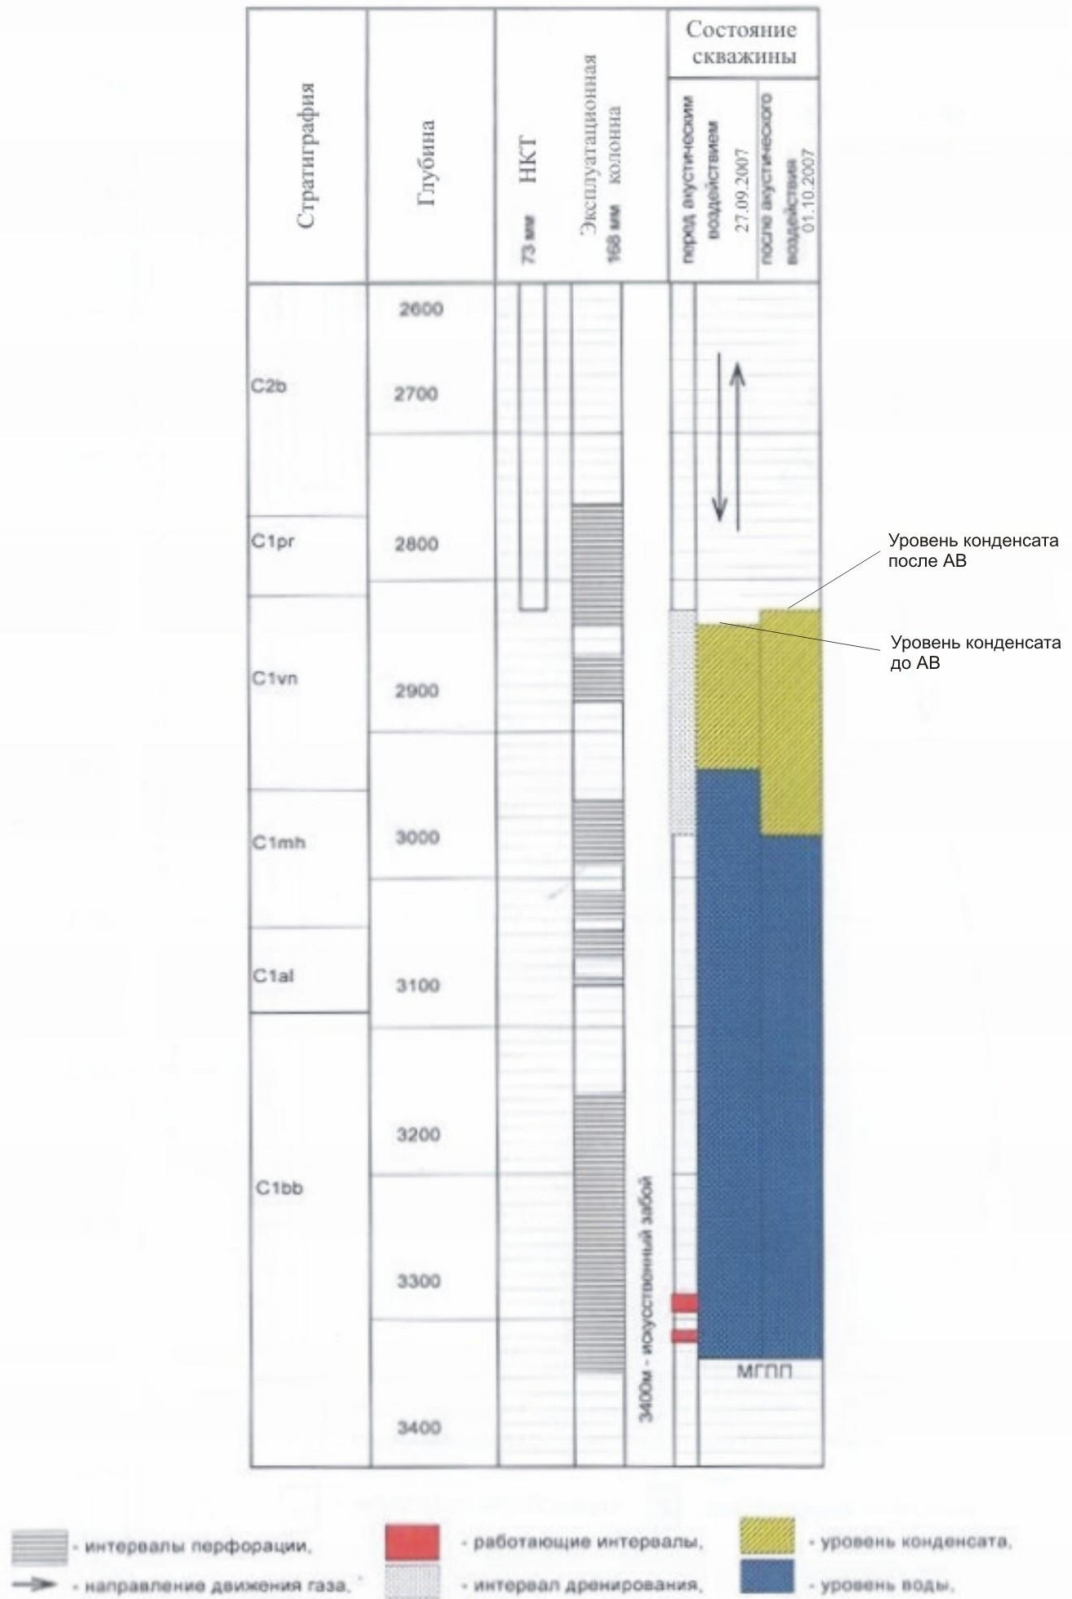 Состояние
скважины
Стратиграфия
Глубина
73 мм НКТ
Эксплуатационная
168 мм колонна
перед акустическим
воздействием
27.09.2007
после акустического
воздействия
01.10.2007
2600
C2b
2700
C1pr
2800
Уровень конденсата
после АВ
Уровень конденсата
до АВ
C1vn
2900
C1mh
3000
C1al
3100
3200
C1bb
3300
3400м - искусственный забой
МГПП
3400
- интервалы перфорации,
- работающие интервалы,
- уровень конденсата,
- направление движения газа,
- интервал дренирования,
- уровень воды,